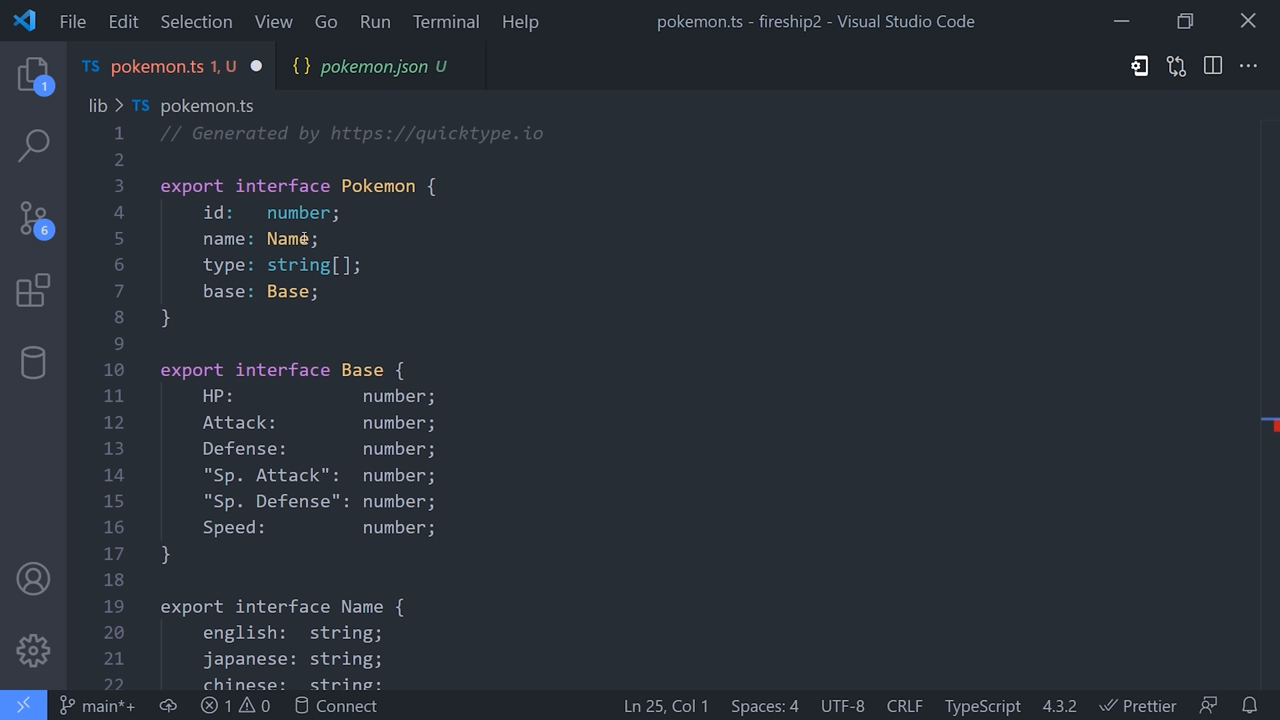 File Edit Selection View Go Run Terminal Help pokemon.ts - fireship2 - Visual Studio Code
TS pokemon.ts 1, U {} pokemon.json U
1
lib > TS pokemon.ts
1 // Generated by https://quicktype.io
2
3 export interface Pokemon {
4 id: number;
5 name: Name;
6 type: string[];
6
7 base: Base;
8 }
9
10 export interface Base {
11 HP: number;
12 Attack: number;
13 Defense: number;
14 "Sp. Attack": number;
15 "Sp. Defense": number;
16 Speed: number;
17 }
18
19 export interface Name {
20 english: string;
21 japanese: string;
22 chinese: string;
main*+ 1 0 Connect Ln 25, Col 1 Spaces: 4 UTF-8 CRLF TypeScript 4.3.2 Prettier